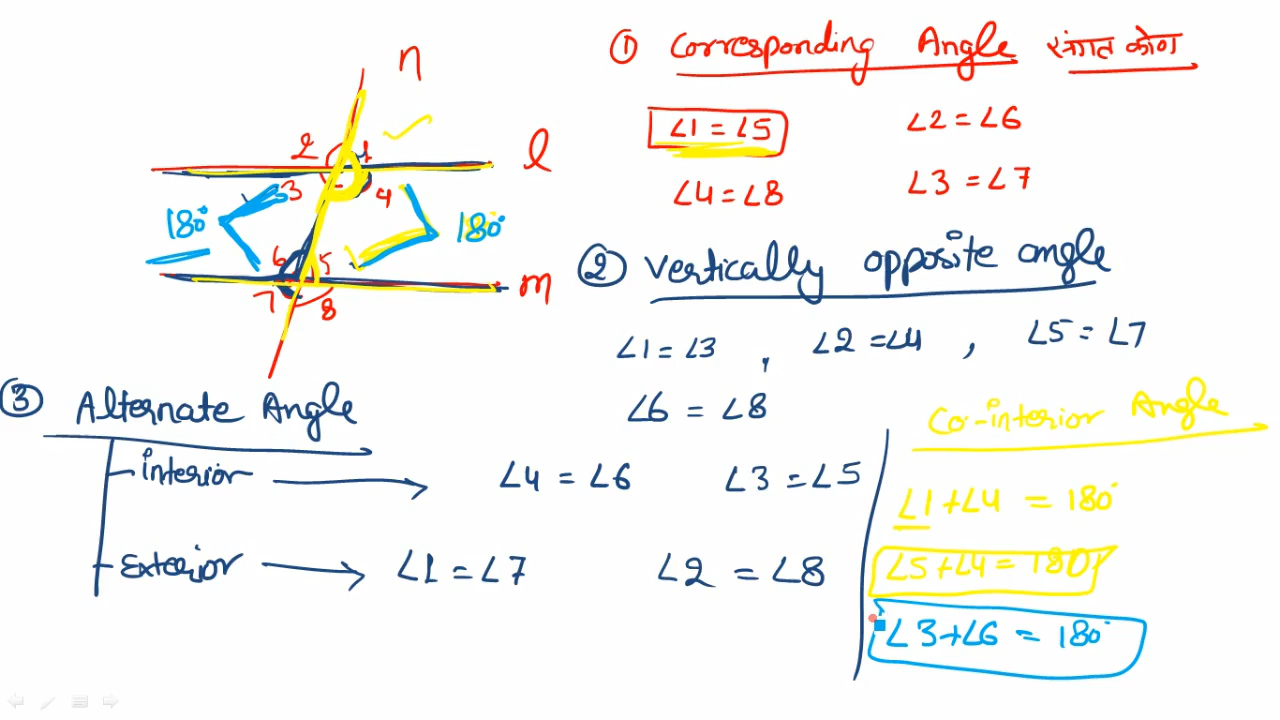 n
l
2 1
3 4
180° 180°
6 5
7 8
m
① Corresponding Angle संगत कोण
∠1 = ∠5 ∠2 = ∠6
∠4 = ∠8 ∠3 = ∠7
② Vertically opposite angle
∠1 = ∠3 , ∠2 = ∠4 , ∠5 = ∠7
∠6 = ∠8
③ Alternate Angle
interior ∠4 = ∠6 ∠3 = ∠5
Exterior ∠1 = ∠7 ∠2 = ∠8
Co-interior Angle
∠1 + ∠4 = 180°
∠5 + ∠4 = 180°
∠3 + ∠6 = 180°